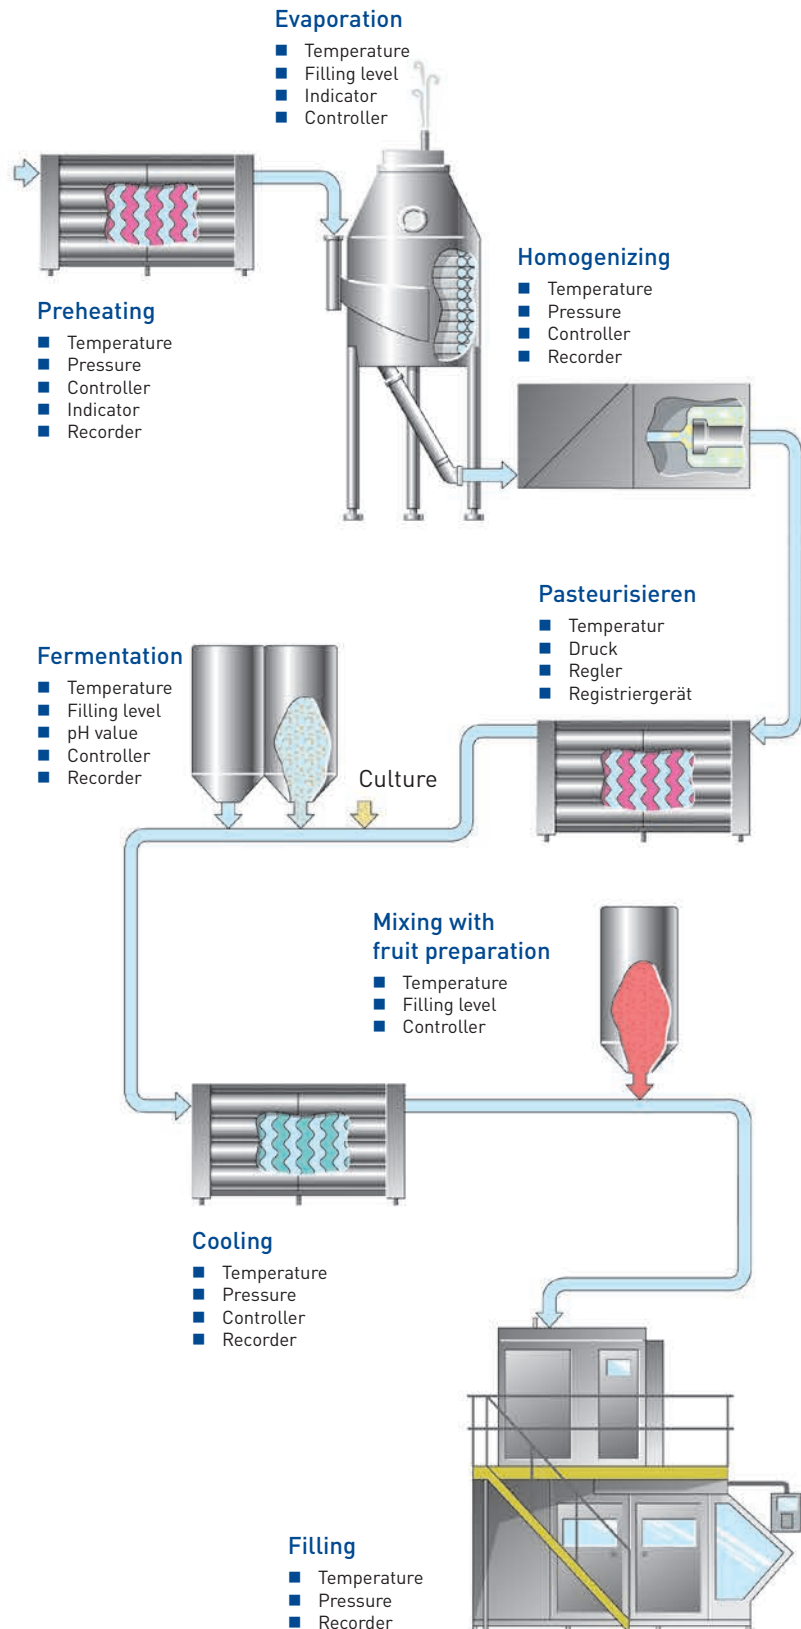 Evaporation
Temperature
Filling level
Indicator
Controller
Preheating
Temperature
Pressure
Controller
Indicator
Recorder
Homogenizing
Temperature
Pressure
Controller
Recorder
Pasteurisieren
Temperatur
Druck
Regler
Registriergerät
Fermentation
Temperature
Filling level
pH value
Controller
Recorder
Culture
Mixing with
fruit preparation
Temperature
Filling level
Controller
Cooling
Temperature
Pressure
Controller
Recorder
Filling
Temperature
Pressure
Recorder